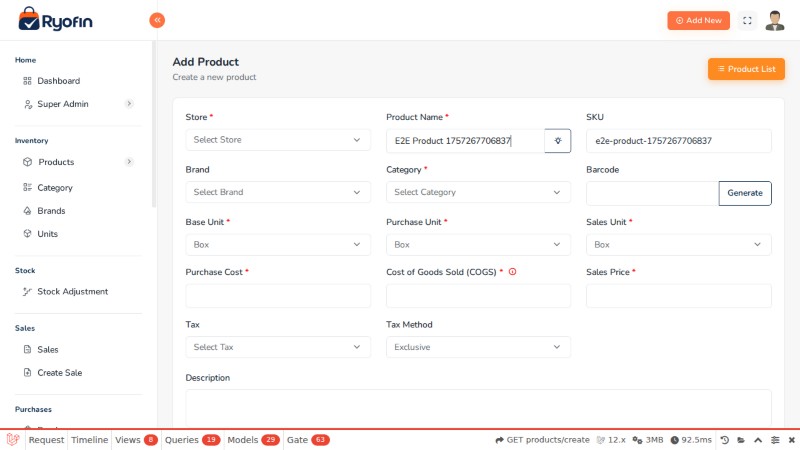 Ryofin
Add New
Home
Dashboard
Super Admin
Inventory
Products
Category
Brands
Units
Stock
Stock Adjustment
Sales
Sales
Create Sale
Purchases
Add Product
Create a new product
Product List
Store *
Product Name *
SKU
Select Store
E2E Product 1757267706837
e2e-product-1757267706837
Brand
Category *
Barcode
Select Brand
Select Category
Generate
Base Unit *
Purchase Unit *
Sales Unit *
Box
Box
Box
Purchase Cost *
Cost of Goods Sold (COGS) *
Sales Price *
Tax
Tax Method
Select Tax
Exclusive
Description
Request Timeline Views 8 Queries 19 Models 29 Gate 63 GET products/create 12.x 3MB 92.5ms